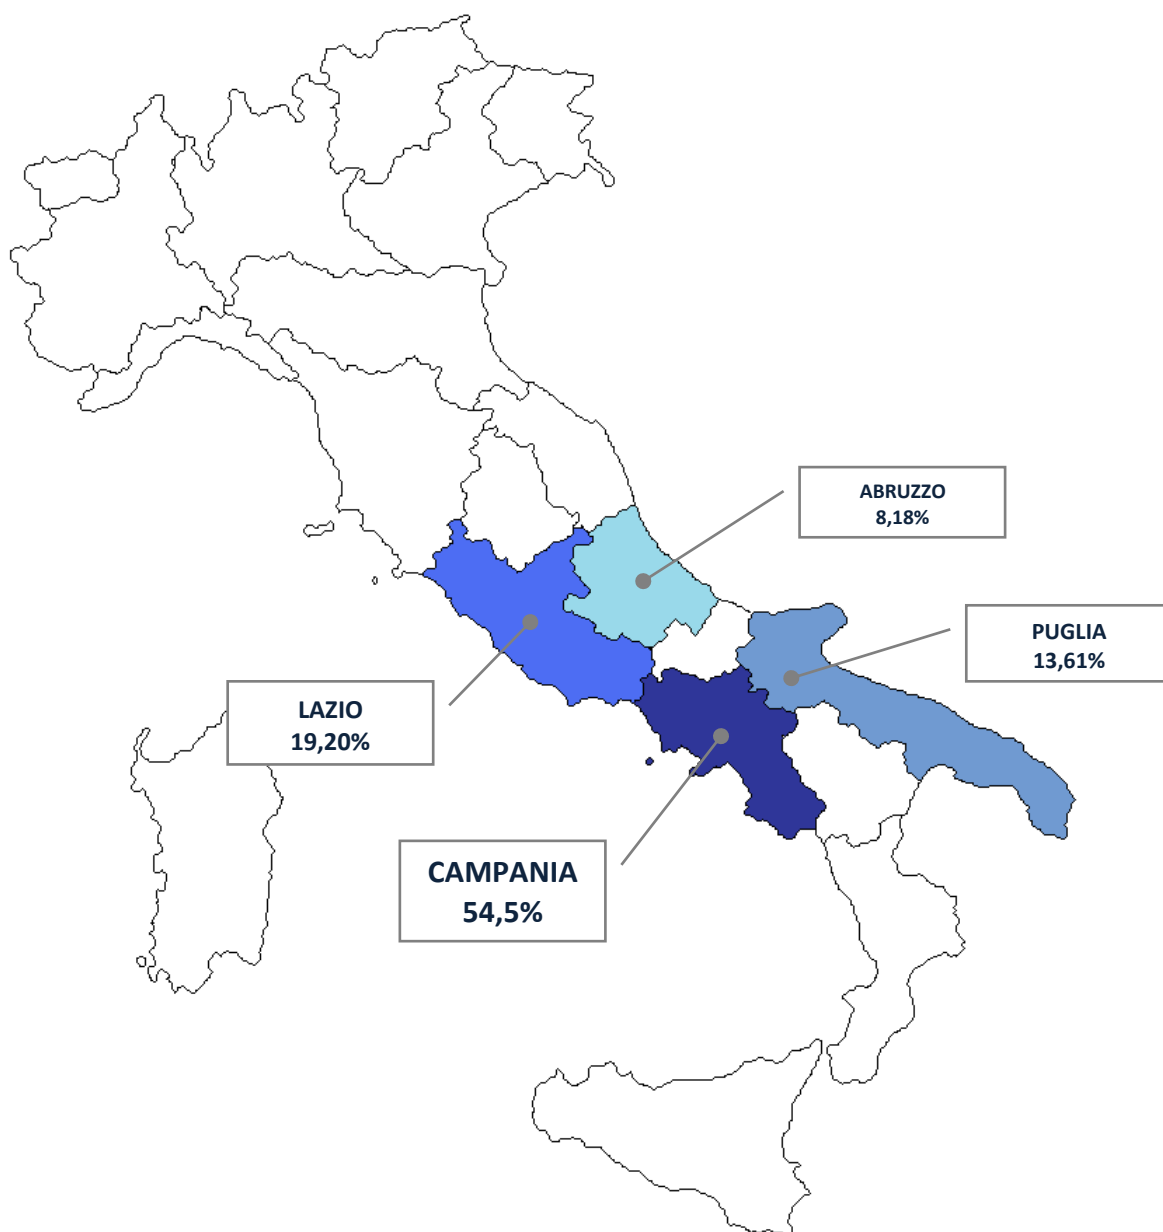 ABRUZZO
8,18%
PUGLIA
13,61%
LAZIO
19,20%
CAMPANIA
54,5%